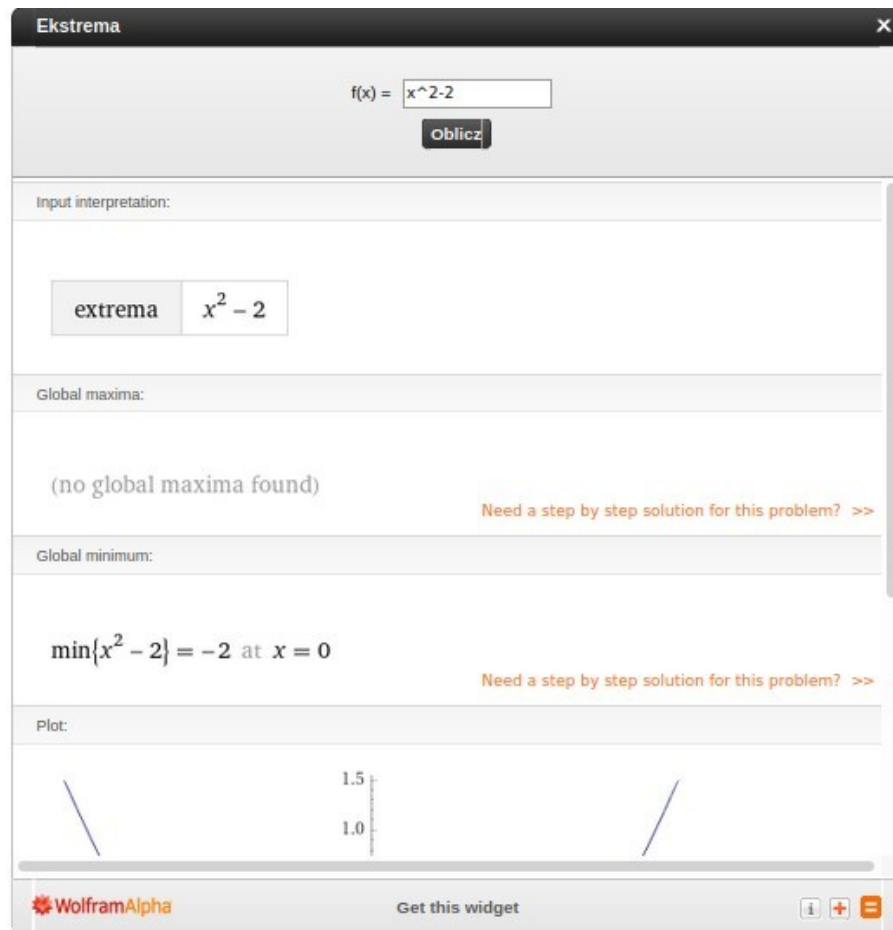 Ekstrema ×
f(x) = x^2-2
Oblicz
Input interpretation:
extrema x² − 2
Global maxima:
(no global maxima found)
Need a step by step solution for this problem? >>
Global minimum:
min{x² − 2} = −2 at x = 0
Need a step by step solution for this problem? >>
Plot:
1.5
1.0
WolframAlpha Get this widget i + =